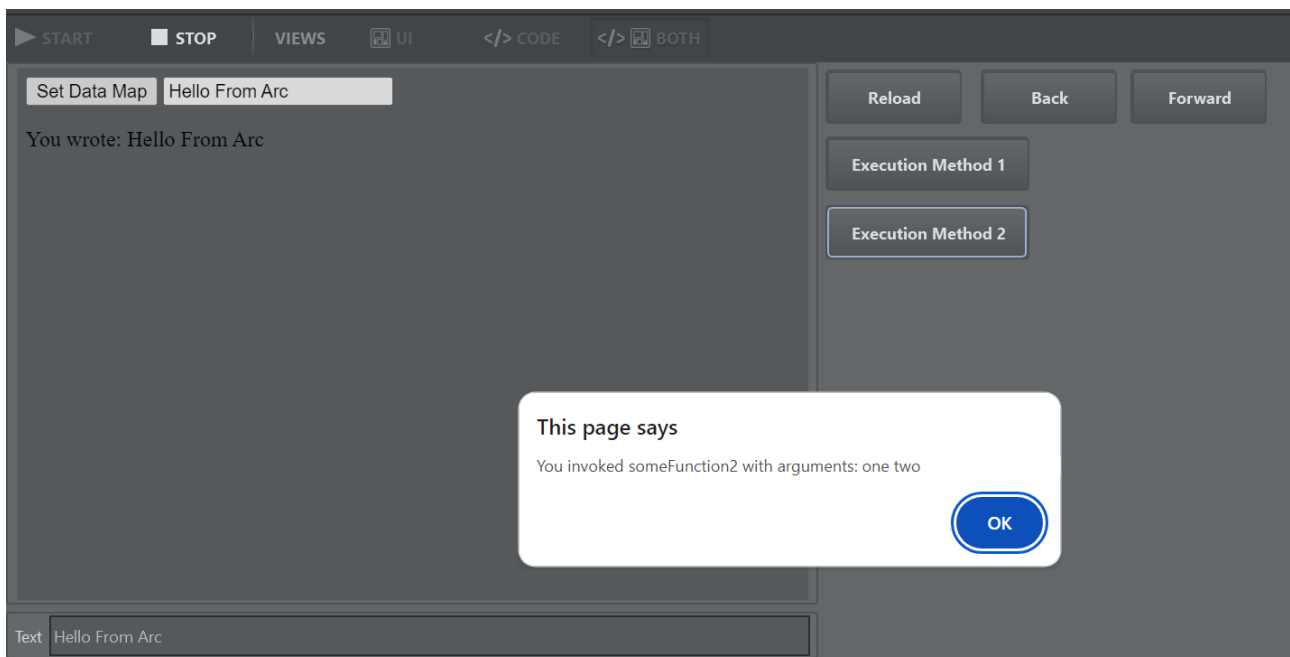 START STOP VIEWS UI </> CODE </> BOTH
Set Data Map Hello From Arc
You wrote: Hello From Arc
Reload Back Forward
Execution Method 1
Execution Method 2
This page says
You invoked someFunction2 with arguments: one two
OK
Text Hello From Arc